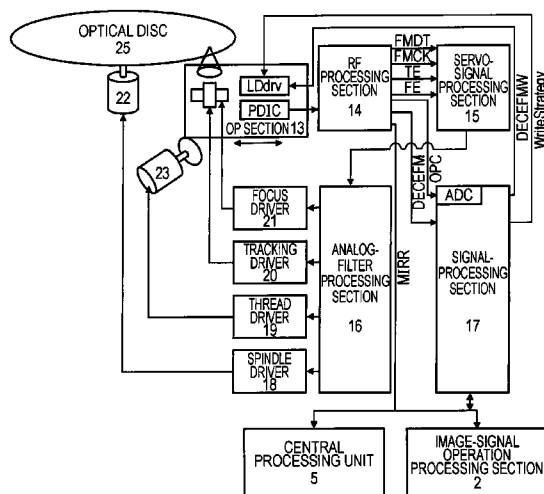 OPTICAL DISC
25
22
23
LDdrv
PDIC
OP SECTION 13
RF
PROCESSING
SECTION
14
FMDT
FMCK
TE
FE
SERVO-
SIGNAL
PROCESSING
SECTION
15
DECEFMW
WriteStrategy
DECEFM
OPC
MIRR
FOCUS
DRIVER
21
TRACKING
DRIVER
20
THREAD
DRIVER
19
SPINDLE
DRIVER
18
ANALOG-
FILTER
PROCESSING
SECTION
16
ADC
SIGNAL-
PROCESSING
SECTION
17
CENTRAL
PROCESSING UNIT
5
IMAGE-SIGNAL
OPERATION
PROCESSING SECTION
2